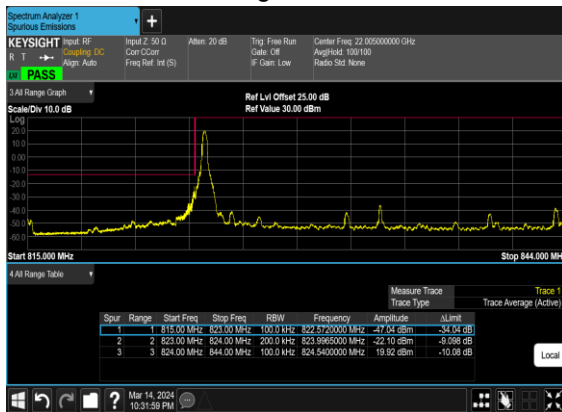 Spectrum Analyzer 1
Spurious Emissions
KEYSIGHT Input: RF Input Z: 50 Ω Atten: 20 dB Trig: Free Run Center Freq: 22.005000000 GHz
R T Coupling: DC Corr CCorr Gate: Off Avg|Hold: 100/100
Align: Auto Freq Ref: Int (S) IF Gain: Low Radio Std: None
PASS
3 All Range Graph
Ref Lvl Offset 25.00 dB
Scale/Div 10.0 dB Ref Value 30.00 dBm
Log
20.0
10.0
0.00
-10.0
-20.0
-30.0
-40.0
-50.0
-60.0
Start 815.000 MHz Stop 844.000 MH
4 All Range Table
Measure Trace Trace 1
Trace Type Trace Average (Active)
Spur Range Start Freq Stop Freq RBW Frequency Amplitude ΔLimit
1 1 815.00 MHz 823.00 MHz 100.0 kHz 822.5720000 MHz -47.04 dBm -34.04 dB
2 2 823.00 MHz 824.00 MHz 200.0 kHz 823.9965000 MHz -22.10 dBm -9.098 dB
3 3 824.00 MHz 844.00 MHz 100.0 kHz 824.5400000 MHz 19.92 dBm -10.08 dB
Local
Mar 14, 2024
10:31:59 PM